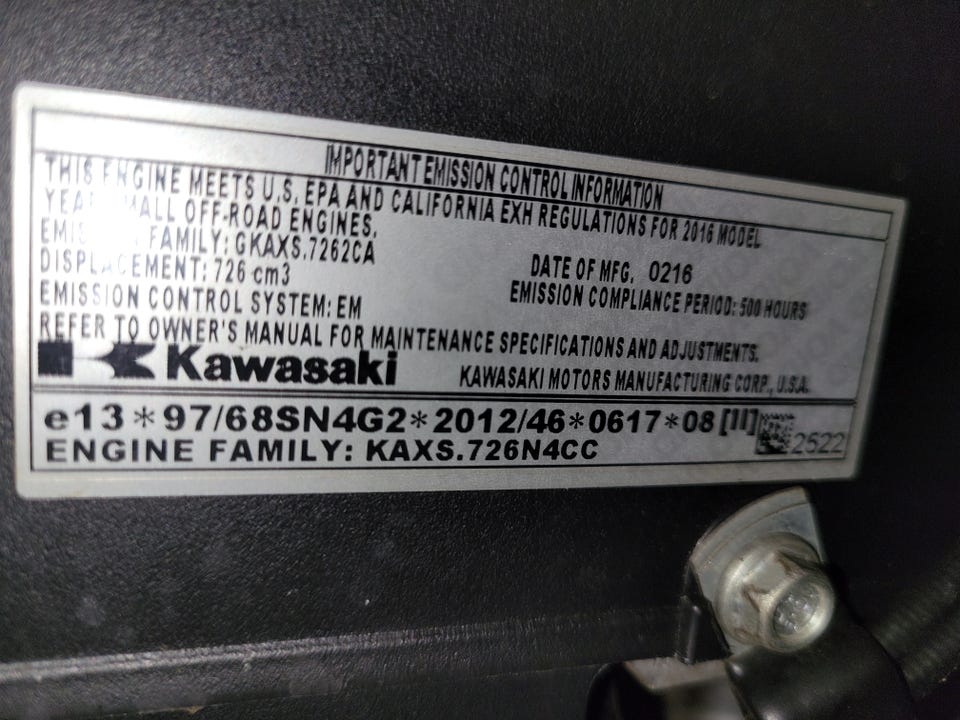 IMPORTANT EMISSION CONTROL INFORMATION
THIS ENGINE MEETS U.S. EPA AND CALIFORNIA EXH REGULATIONS FOR 2016 MODEL
YEAR SMALL OFF-ROAD ENGINES.
EMISSION FAMILY: GKAXS.7262CA
DISPLACEMENT: 726 cm3 DATE OF MFG. 0216
EMISSION CONTROL SYSTEM: EM EMISSION COMPLIANCE PERIOD: 500 HOURS
REFER TO OWNER'S MANUAL FOR MAINTENANCE SPECIFICATIONS AND ADJUSTMENTS.
Kawasaki KAWASAKI MOTORS MANUFACTURING CORP., U.S.A.
e13*97/68SN4G2*2012/46*0617*08 [II] 2522
ENGINE FAMILY: KAXS.726N4CC